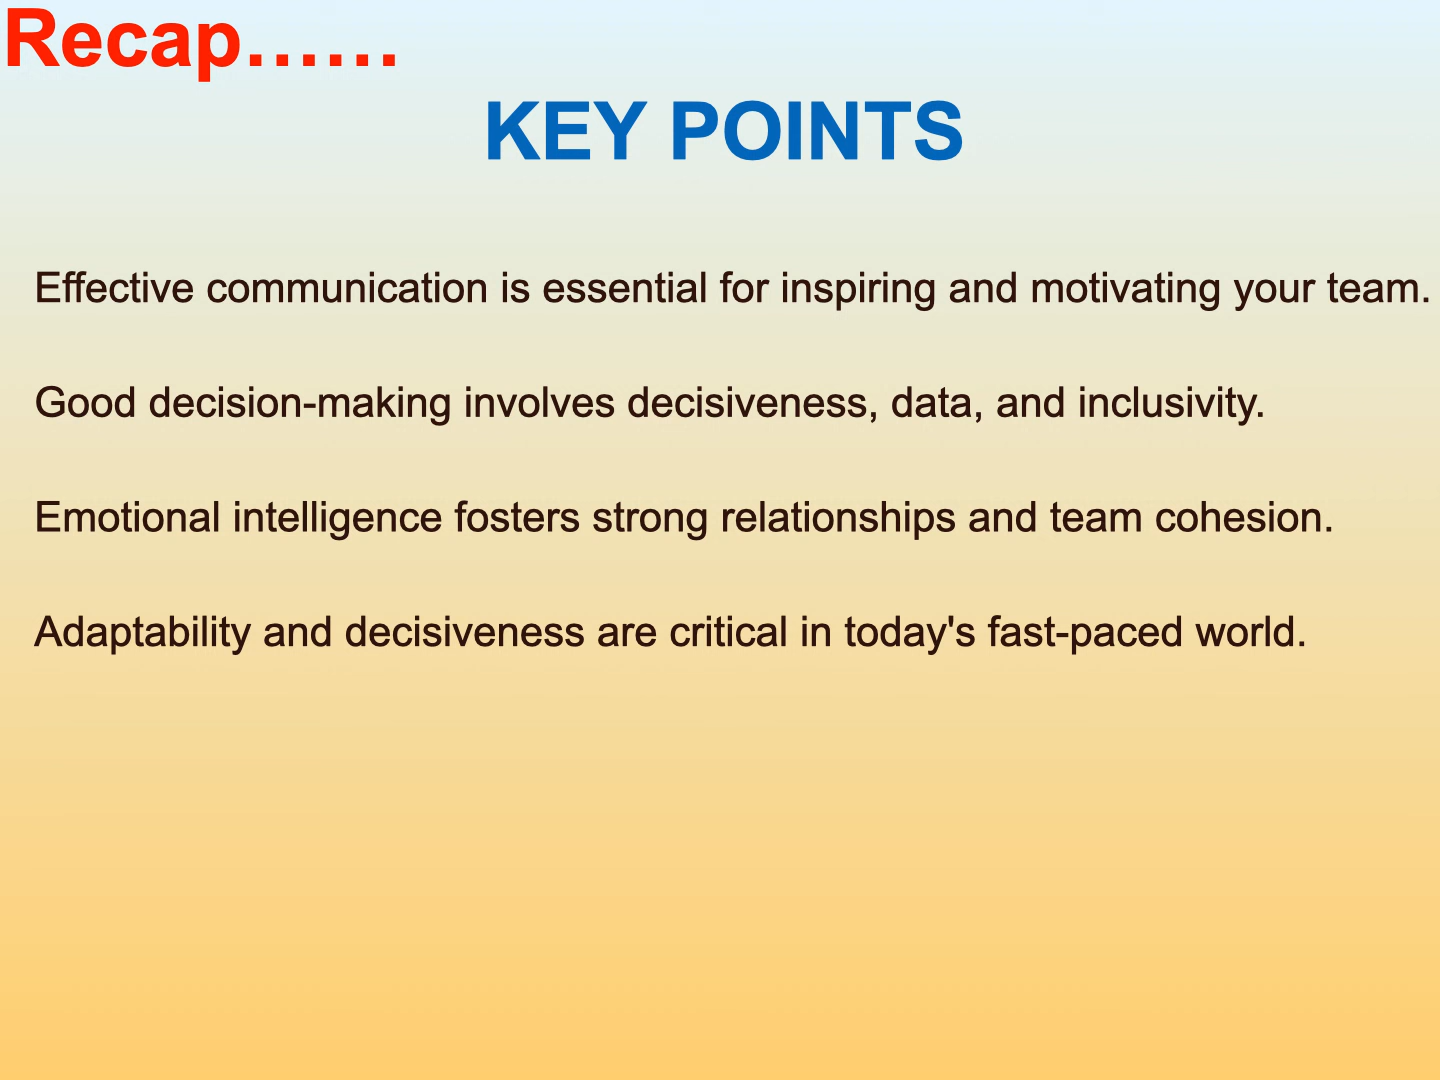 Recap......
KEY POINTS
Effective communication is essential for inspiring and motivating your team.
Good decision-making involves decisiveness, data, and inclusivity.
Emotional intelligence fosters strong relationships and team cohesion.
Adaptability and decisiveness are critical in today's fast-paced world.